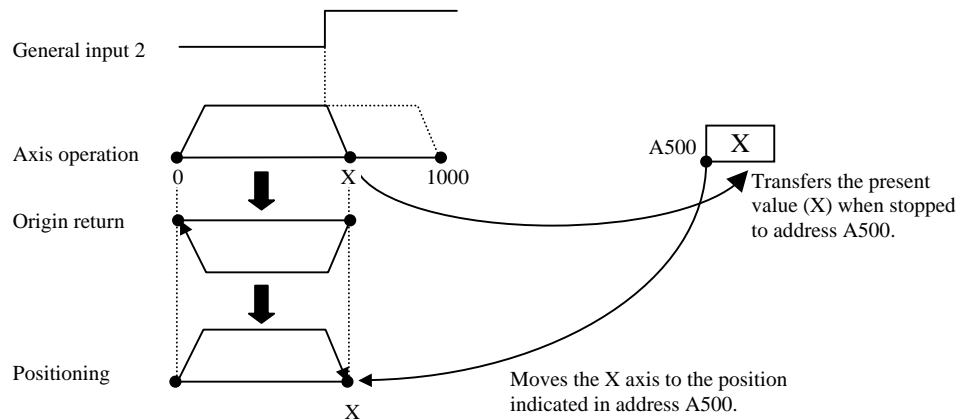 General input 2
Axis operation
0
X
1000
A500
X
Transfers the present
value (X) when stopped
to address A500.
Origin return
Positioning
X
Moves the X axis to the position
indicated in address A500.